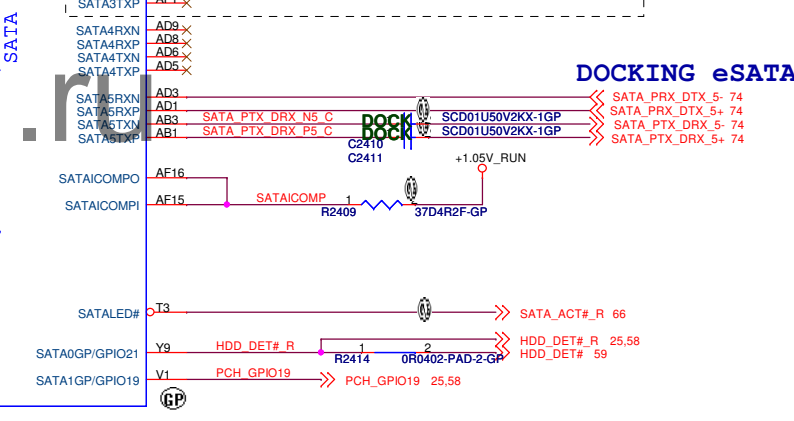 SATA3TXP
SATA
SATA4RXN AD9
SATA4RXP AD8
SATA4TXN AD6
SATA4TXP AD5
DOCKING eSATA
SATA5RXN AD3 SATA_PRX_DTX_5- 74
SATA5RXP AD1 SATA_PRX_DTX_5+ 74
SATA5TXN AB3 SATA_PTX_DRX_N5_C DOCK SCD01U50V2KX-1GP SATA_PTX_DRX_5- 74
SATA5TXP AB1 SATA_PTX_DRX_P5_C DOCK SCD01U50V2KX-1GP SATA_PTX_DRX_5+ 74
.ru
C2410
C2411
+1.05V_RUN
SATAICOMPO AF16
SATAICOMPI AF15 SATAICOMP 1 2
R2409 37D4R2F-GP
SATALED# T3 SATA_ACT#_R 66
HDD_DET#_R 25,58
SATA0GP/GPIO21 Y9 HDD_DET#_R 1 2 HDD_DET# 59
R2414 0R0402-PAD-2-GP
SATA1GP/GPIO19 V1 PCH_GPIO19 PCH_GPIO19 25,58
GP